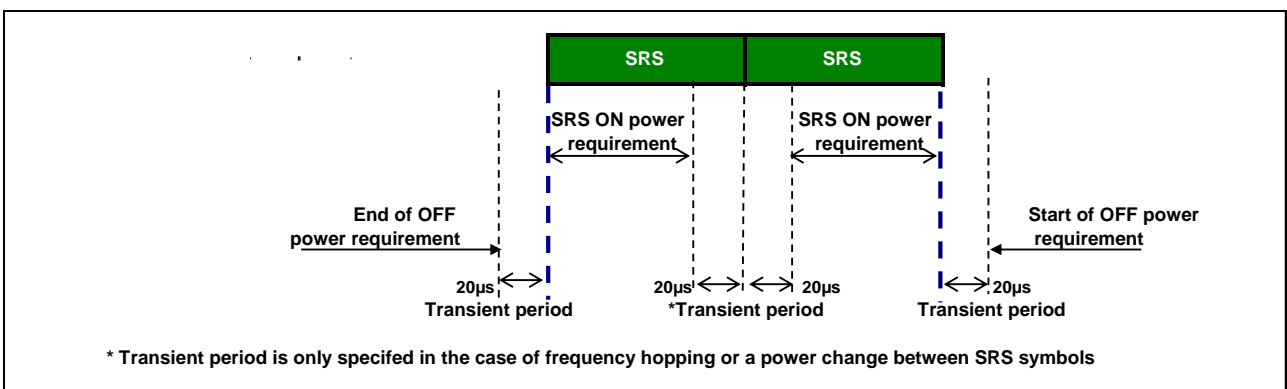 SRS SRS
SRS ON power
requirement
SRS ON power
requirement
End of OFF
power requirement
Start of OFF power
requirement
20µs 20µs 20µs 20µs
Transient period *Transient period Transient period
* Transient period is only specifed in the case of frequency hopping or a power change between SRS symbols